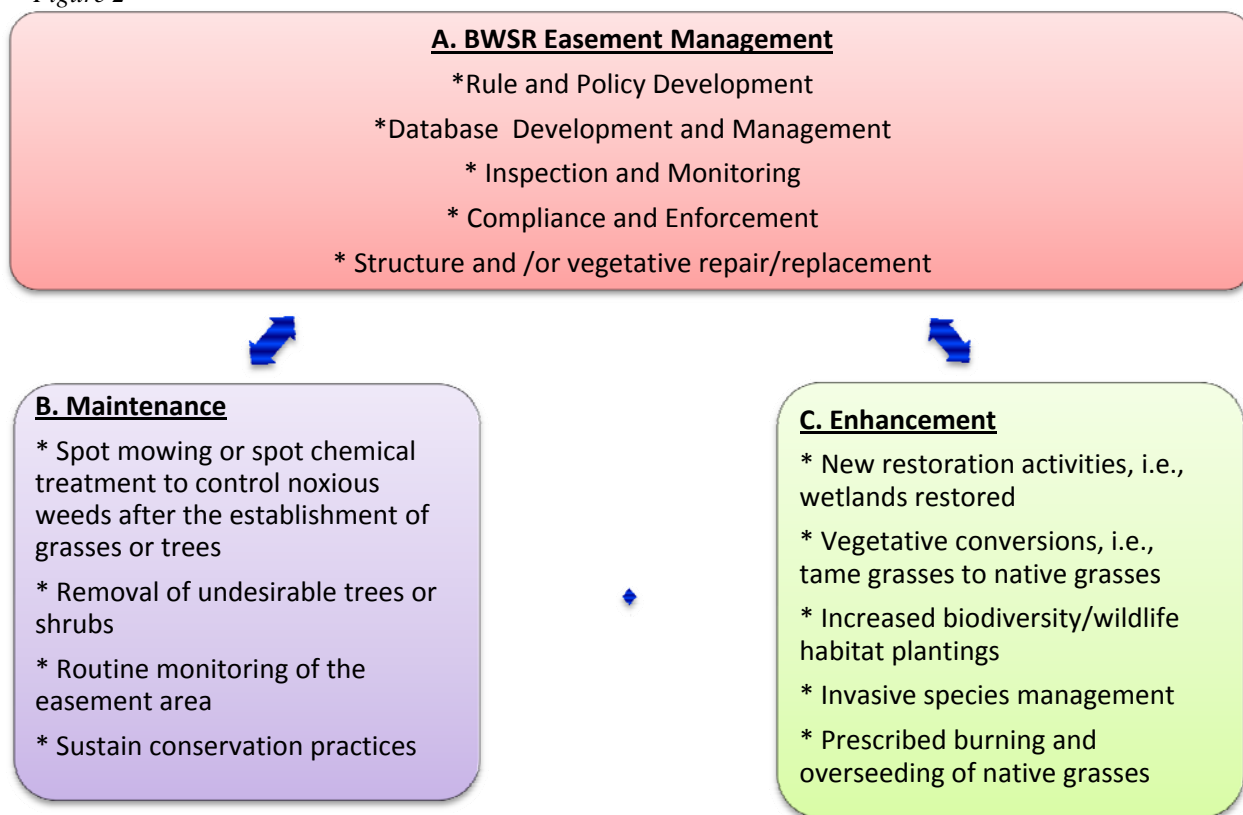 Figure 2
A. BWSR Easement Management
*Rule and Policy Development
*Database Development and Management
* Inspection and Monitoring
* Compliance and Enforcement
* Structure and /or vegetative repair/replacement
B. Maintenance
* Spot mowing or spot chemical
treatment to control noxious
weeds after the establishment of
grasses or trees
* Removal of undesirable trees or
shrubs
* Routine monitoring of the
easement area
* Sustain conservation practices
C. Enhancement
* New restoration activities, i.e.,
wetlands restored
* Vegetative conversions, i.e.,
tame grasses to native grasses
* Increased biodiversity/wildlife
habitat plantings
* Invasive species management
* Prescribed burning and
overseeding of native grasses